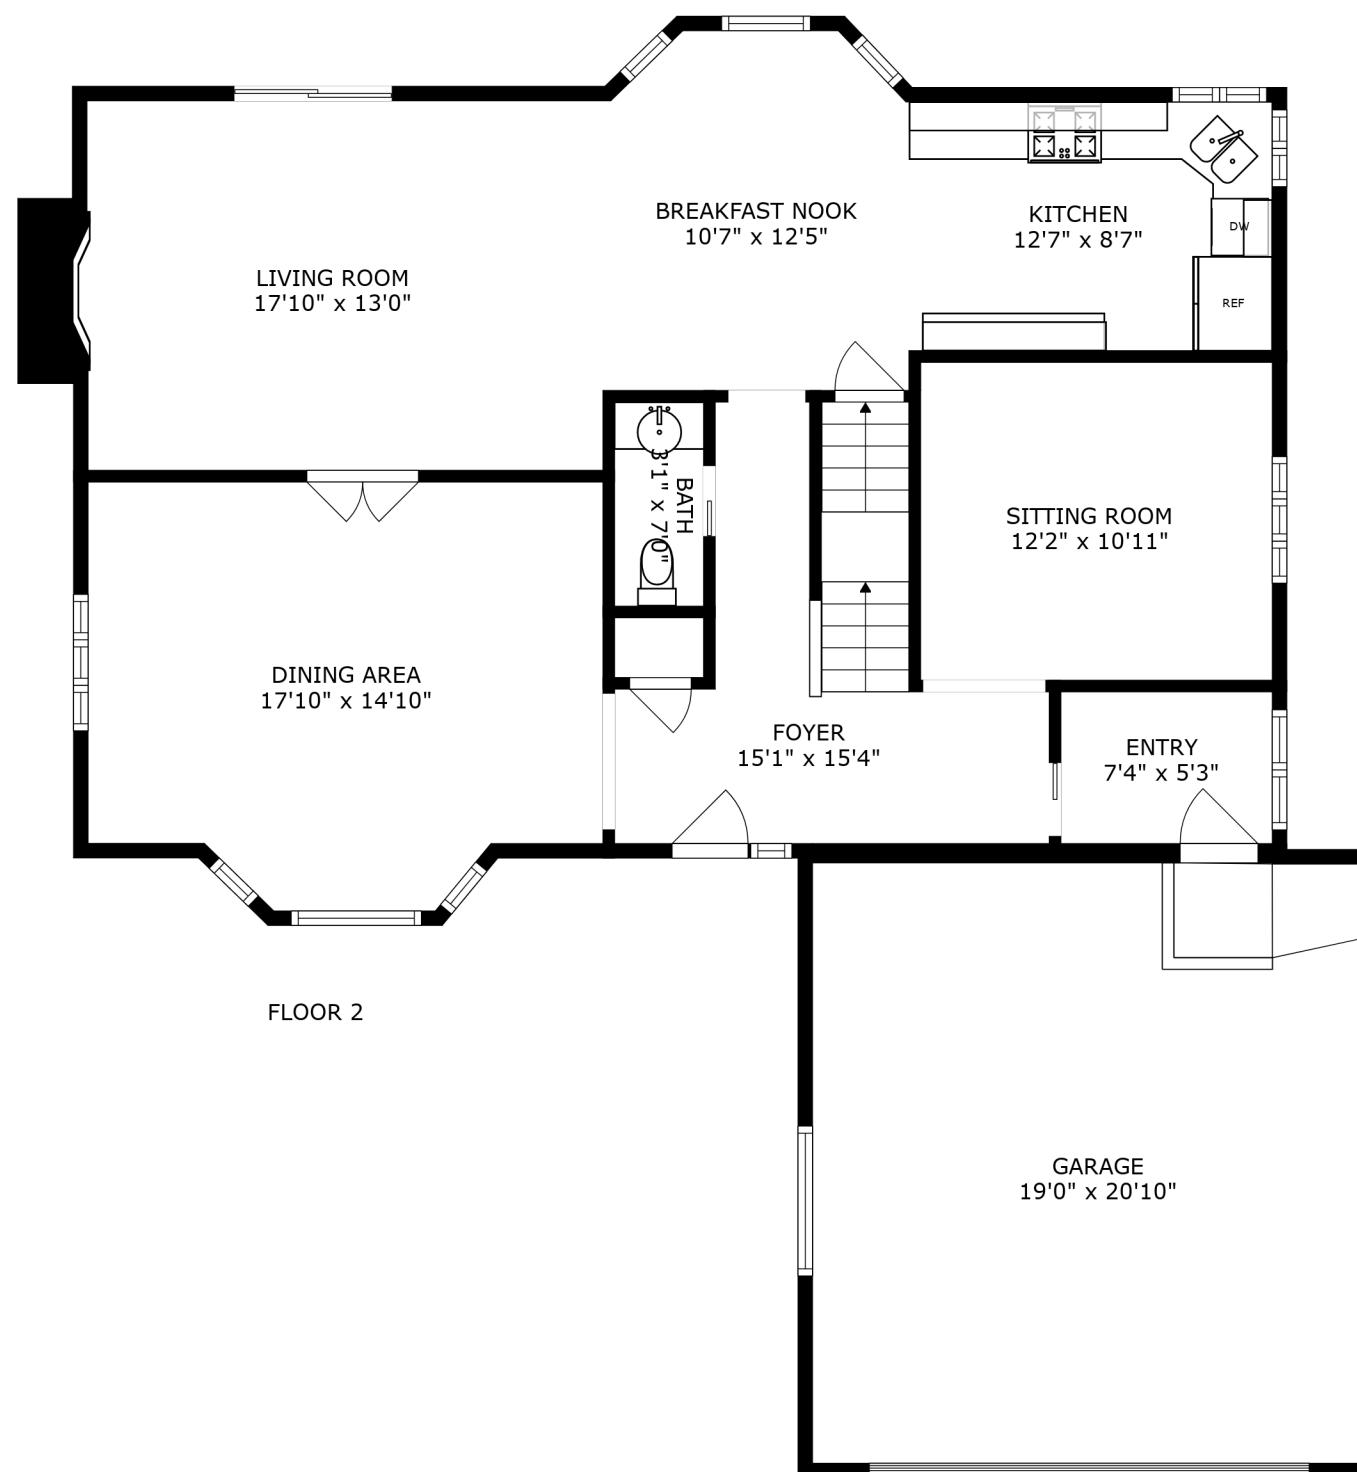 BREAKFAST NOOK
10'7" x 12'5"
KITCHEN
12'7" x 8'7"
DW
REF
LIVING ROOM
17'10" x 13'0"
BATH
3'1" x 7'0"
SITTING ROOM
12'2" x 10'11"
DINING AREA
17'10" x 14'10"
FOYER
15'1" x 15'4"
ENTRY
7'4" x 5'3"
FLOOR 2
GARAGE
19'0" x 20'10"